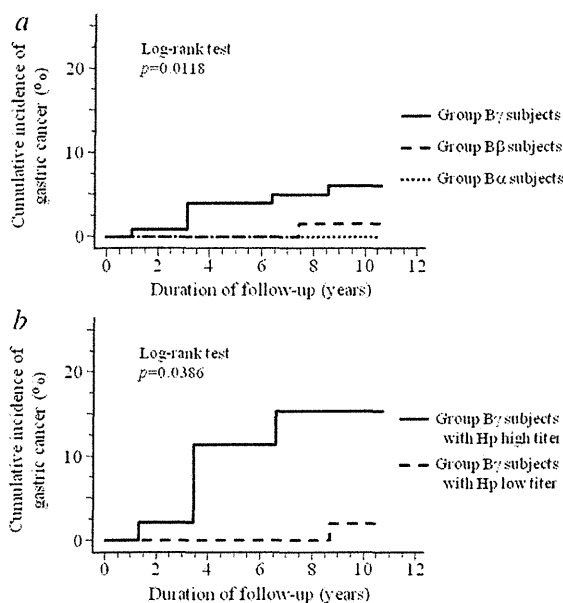 a
Cumulative incidence of
gastric cancer (%)
20
10
0
Log-rank test
p=0.0118
Group Bγ subjects
Group Bβ subjects
Group Bα subjects
0 2 4 6 8 10 12
Duration of follow-up (years)
b
Cumulative incidence of
gastric cancer (%)
20
10
0
Log-rank test
p=0.0386
Group Bγ subjects
with Hp high titer
Group Bγ subjects
with Hp low titer
0 2 4 6 8 10 12
Duration of follow-up (years)